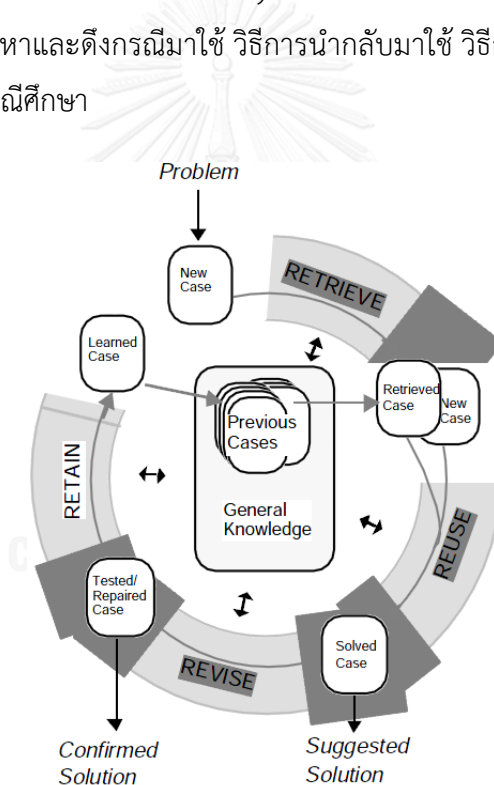 หาและดึงกรณีมาใช้ วิธีการนำกลับมาใช้
ณีศึกษา
Problem
New
Case
RETRIEVE
Learned
Case
Retrieved
Case
New
Case
Previous
Cases
General
Knowledge
RETAIN
REUSE
Tested/
Repaired
Case
Solved
Case
REVISE
Confirmed
Solution
Suggested
Solution